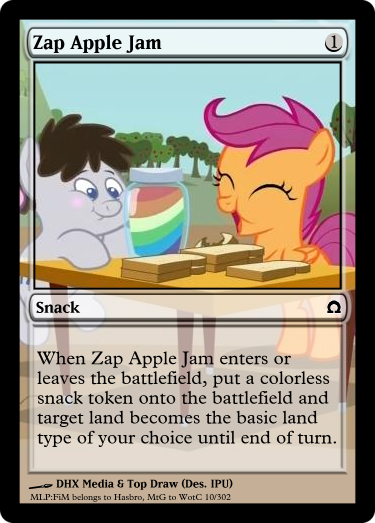 Zap Apple Jam 1
Snack Ω
When Zap Apple Jam enters or
leaves the battlefield, put a colorless
snack token onto the battlefield and
target land becomes the basic land
type of your choice until end of turn.
DHX Media & Top Draw (Des. IPU)
MLP:FiM belongs to Hasbro, MtG to WotC 10/302